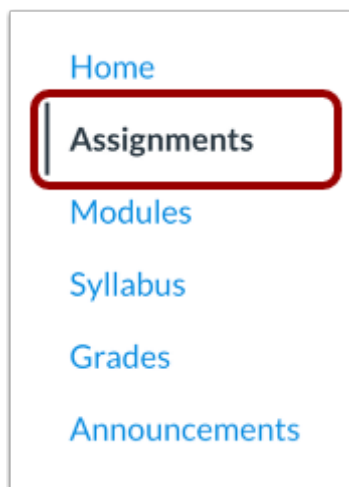 Home
Assignments
Modules
Syllabus
Grades
Announcements